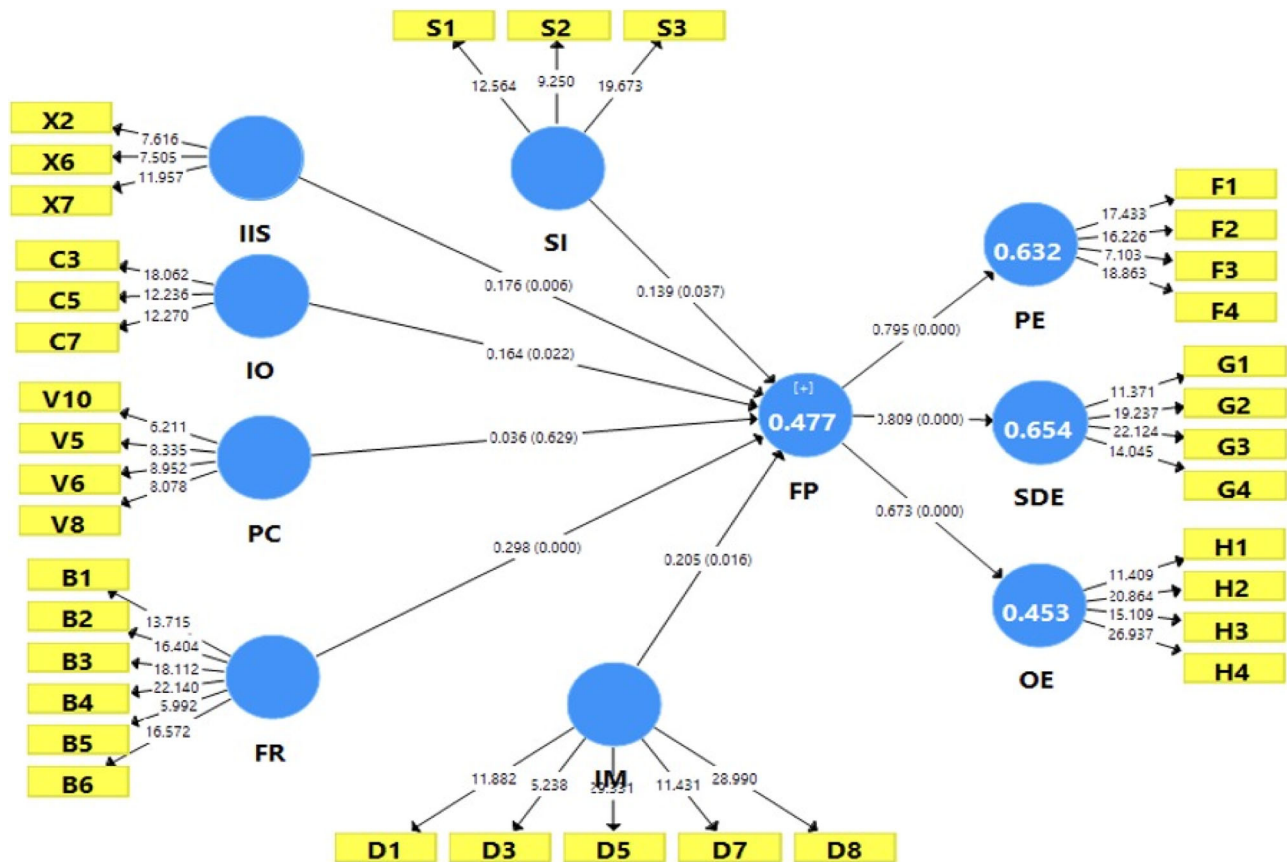 S1 S2 S3
12.564 9.250 19.673
SI
X2
X6
X7
7.616
7.505
11.957
IIS
C3
C5
C7
18.062
12.236
12.270
IO
V10
V5
V6
V8
6.211
8.335
8.952
8.078
PC
B1
B2
B3
B4
B5
B6
13.715
16.404
18.112
22.140
5.992
16.572
FR
0.176 (0.006)
0.139 (0.037)
0.164 (0.022)
0.036 (0.629)
0.298 (0.000)
0.205 (0.016)
[+]
0.477
FP
0.795 (0.000)
0.809 (0.000)
0.673 (0.000)
0.632
PE
17.433
16.226
7.103
18.863
F1
F2
F3
F4
0.654
SDE
11.371
19.237
22.124
14.045
G1
G2
G3
G4
0.453
OE
11.409
20.864
15.109
26.937
H1
H2
H3
H4
IM
11.882 5.238 11.431 28.990
D1 D3 D5 D7 D8